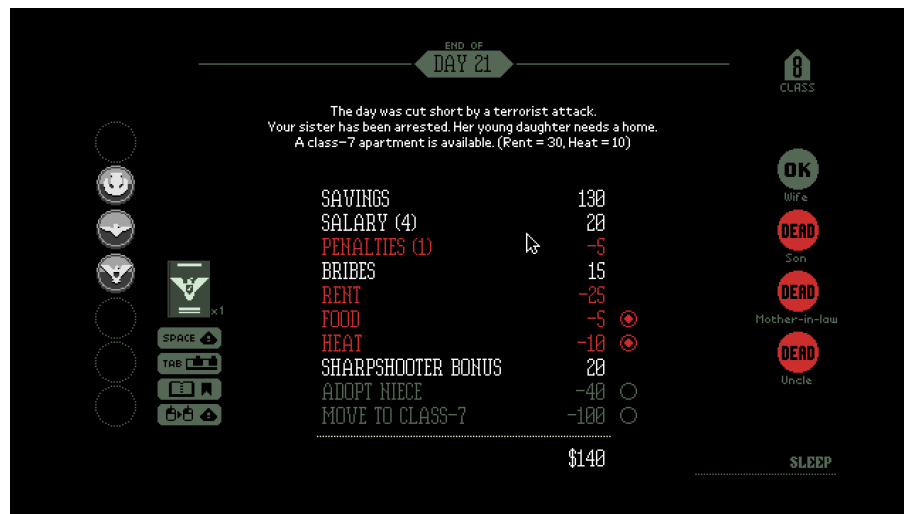 END OF
DAY 21
8
CLASS
The day was cut short by a terrorist attack.
Your sister has been arrested. Her young daughter needs a home.
A class-7 apartment is available. (Rent = 30, Heat = 10)
SAVINGS 130
SALARY (4) 20
PENALTIES (1) -5
BRIBES 15
RENT -25
FOOD -5
HEAT -10
SHARPSHOOTER BONUS 20
ADOPT NIECE -40
MOVE TO CLASS-7 -100
$140
x1
SPACE
TAB
OK
Wife
DEAD
Son
DEAD
Mother-in-law
DEAD
Uncle
SLEEP